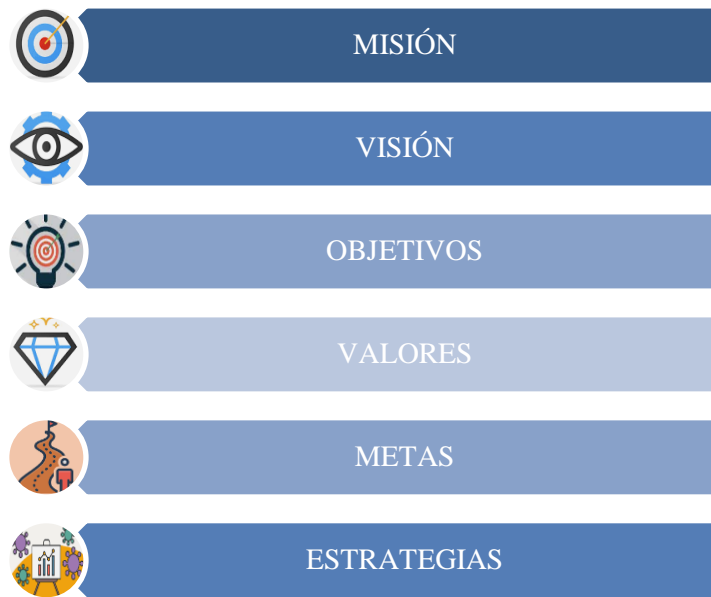 MISIÓN
VISIÓN
OBJETIVOS
VALORES
METAS
ESTRATEGIAS